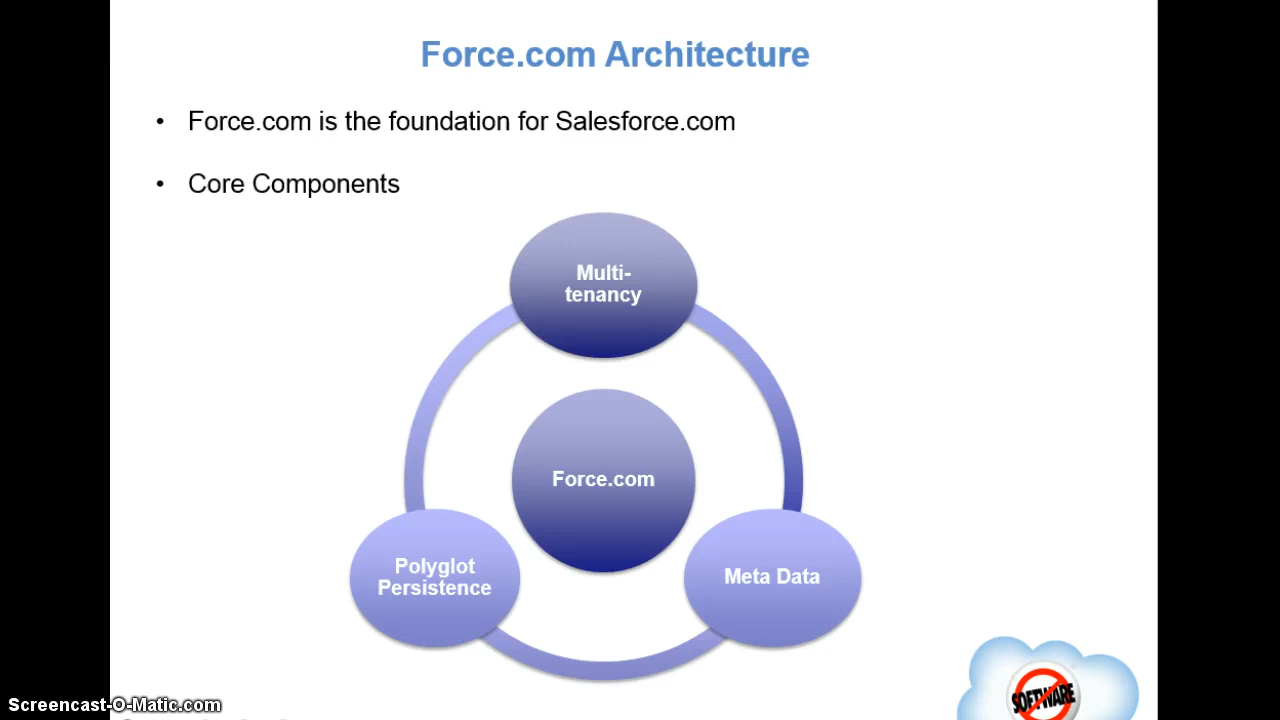 Force.com Architecture
• Force.com is the foundation for Salesforce.com
• Core Components
Multi-
tenancy
Force.com
Polyglot
Persistence
Meta Data
SOFTWARE
Screencast-O-Matic.com